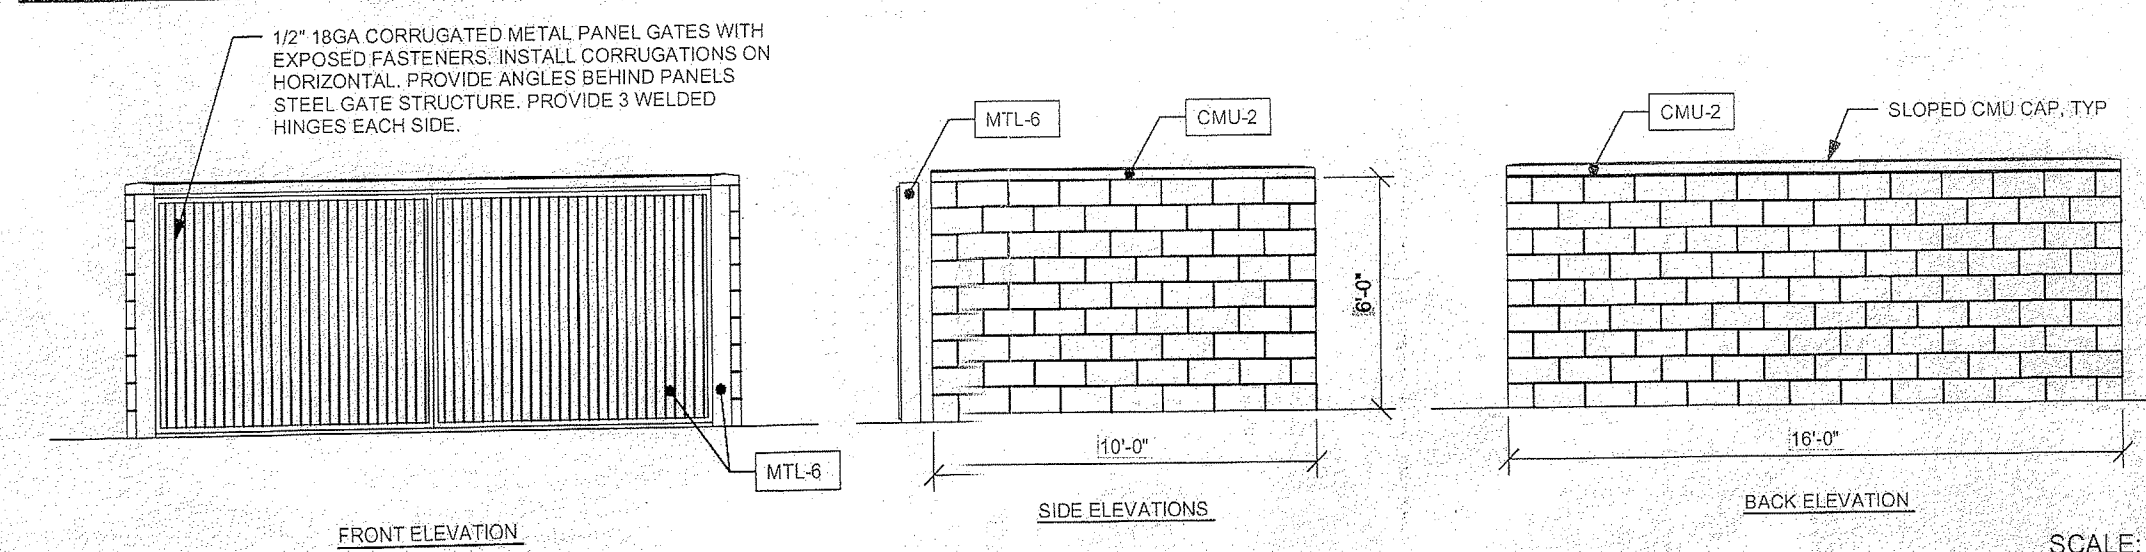 1/2" 18GA CORRUGATED METAL PANEL GATES WITH
EXPOSED FASTENERS. INSTALL CORRUGATIONS ON
HORIZONTAL. PROVIDE ANGLES BEHIND PANELS
STEEL GATE STRUCTURE. PROVIDE 3 WELDED
HINGES EACH SIDE.
MTL-6
FRONT ELEVATION
MTL-6
CMU-2
6'-0"
10'-0"
SIDE ELEVATIONS
CMU-2
SLOPED CMU CAP, TYP
16'-0"
BACK ELEVATION
SCALE: